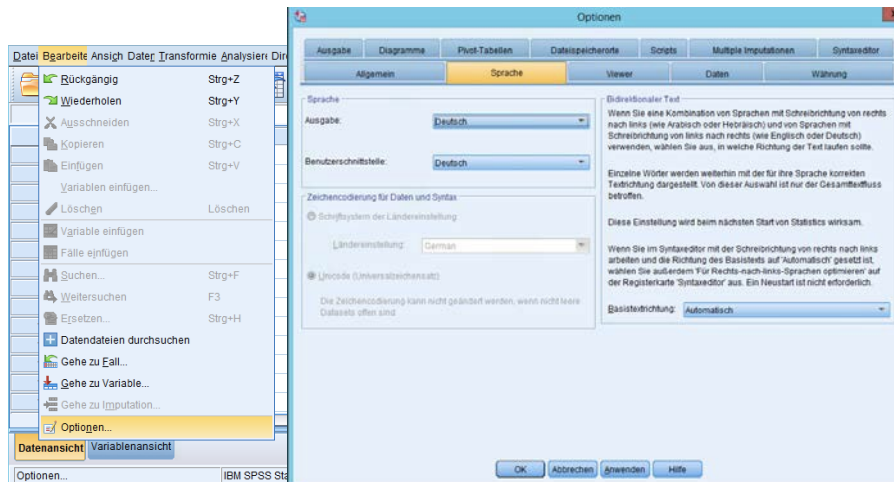 Datei Bearbeite Ansich Date Transformie Analysiere Dir
Rückgängig Strg+Z
Wiederholen Strg+Y
Ausschneiden Strg+X
Kopieren Strg+C
Einfügen Strg+V
Variablen einfügen...
Löschen Löschen
Variable einfügen
Fälle einfügen
Suchen... Strg+F
Weitersuchen F3
Ersetzen... Strg+H
Datendateien durchsuchen
Gehe zu Fall...
Gehe zu Variable...
Gehe zu Imputation...
Optionen...
Datenansicht Variablenansicht
Optionen... IBM SPSS Sta
Optionen
Ausgabe Diagramme Pivot-Tabellen Dateispeicherorte Scripts Multiple Imputationen Syntaxeditor
Allgemein Sprache Viewer Daten Währung
Sprache
Ausgabe: Deutsch
Benutzerschnittstelle: Deutsch
Zeichencodierung für Daten und Syntax
Schriftsystem der Ländereinstellung:
Ländereinstellung: German
Unicode (Universalzeichensatz)
Die Zeichencodierung kann nicht geändert werden, wenn nicht leere
Datasets offen sind.
Bidirektionaler Text
Wenn Sie eine Kombination von Sprachen mit Schreibrichtung von rechts
nach links (wie Arabisch oder Hebräisch) und von Sprachen mit
Schreibrichtung von links nach rechts (wie Englisch oder Deutsch)
verwenden, wählen Sie aus, in welche Richtung der Text laufen sollte.
Einzelne Wörter werden weiterhin mit der für ihre Sprache korrekten
Textrichtung dargestellt. Von dieser Auswahl ist nur der Gesamttextfluss
betroffen.
Diese Einstellung wird beim nächsten Start von Statistics wirksam.
Wenn Sie im Syntaxeditor mit der Schreibrichtung von rechts nach links
arbeiten und die Richtung des Basistexts auf 'Automatisch' gesetzt ist,
wählen Sie außerdem 'Für Rechts-nach-links-Sprachen optimieren' auf
der Registerkarte 'Syntaxeditor' aus. Ein Neustart ist nicht erforderlich.
Basistextrichtung: Automatisch
OK Abbrechen Anwenden Hilfe